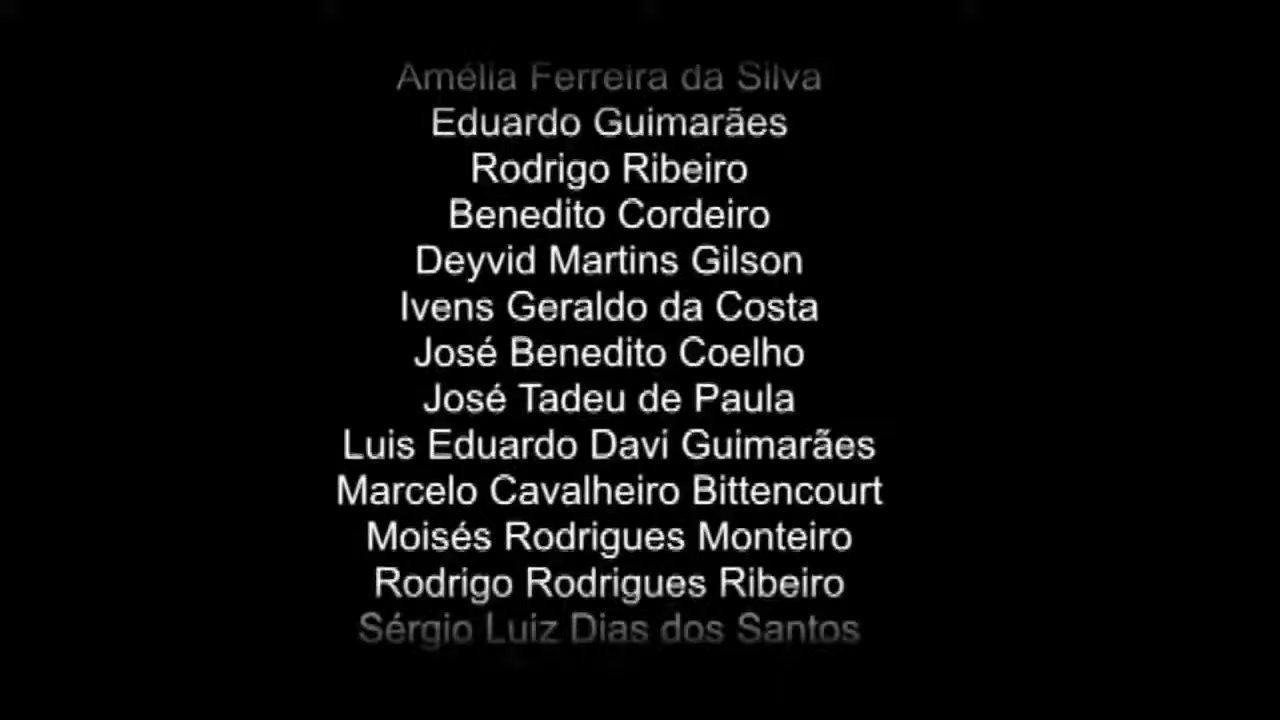 Amélia Ferreira da Silva
Eduardo Guimarães
Rodrigo Ribeiro
Benedito Cordeiro
Deyvid Martins Gilson
Ivens Geraldo da Costa
José Benedito Coelho
José Tadeu de Paula
Luis Eduardo Davi Guimarães
Marcelo Cavalheiro Bittencourt
Moisés Rodrigues Monteiro
Rodrigo Rodrigues Ribeiro
Sérgio Luiz Dias dos Santos